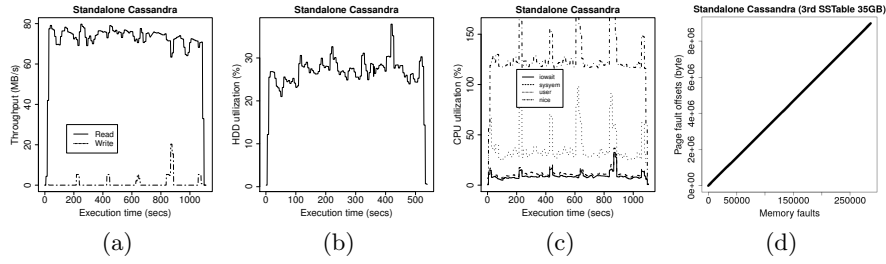 Standalone Cassandra
Throughput (MB/s)
0 20 40 60 80
Read
Write
0 200 400 600 800 1000
Execution time (secs)
(a)
Standalone Cassandra
HDD utilization (%)
0 10 20 30
0 100 200 300 400 500
Execution time (secs)
(b)
Standalone Cassandra
CPU utilization (%)
0 50 100 150
iowait
sysyem
user
nice
0 200 400 600 800 1000
Execution time (secs)
(c)
Standalone Cassandra (3rd SSTable 35GB)
Page fault offsets (byte)
0e+00 2e+06 4e+06 6e+06 8e+06
0 50000 150000 250000
Memory faults
(d)